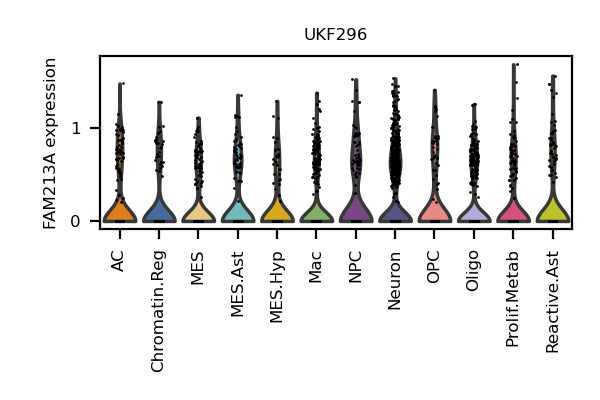 UKF296
FAM213A expression
1
0
AC
Chromatin.Reg
MES
MES.Ast
MES.Hyp
Mac
NPC
Neuron
OPC
Oligo
Prolif.Metab
Reactive.Ast